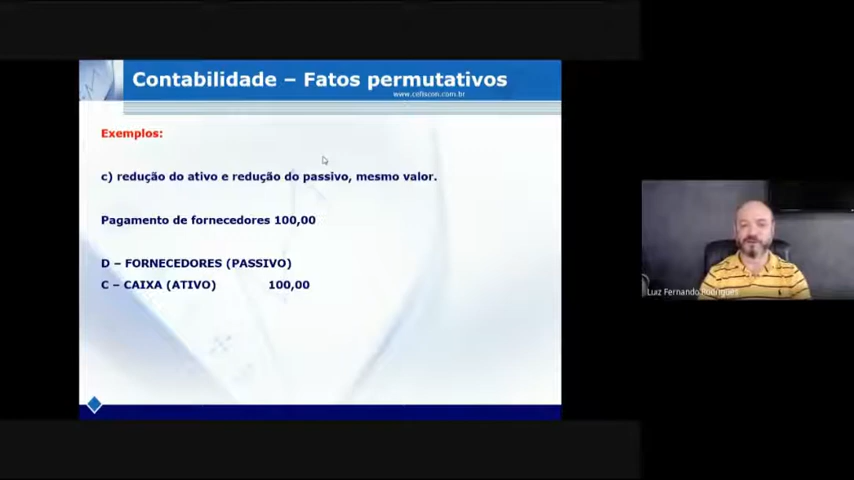 Contabilidade – Fatos permutativos
www.cefiscon.com.br
Exemplos:
c) redução do ativo e redução do passivo, mesmo valor.
Pagamento de fornecedores 100,00
D – FORNECEDORES (PASSIVO)
C – CAIXA (ATIVO) 100,00
Luiz Fernando Rodrigues